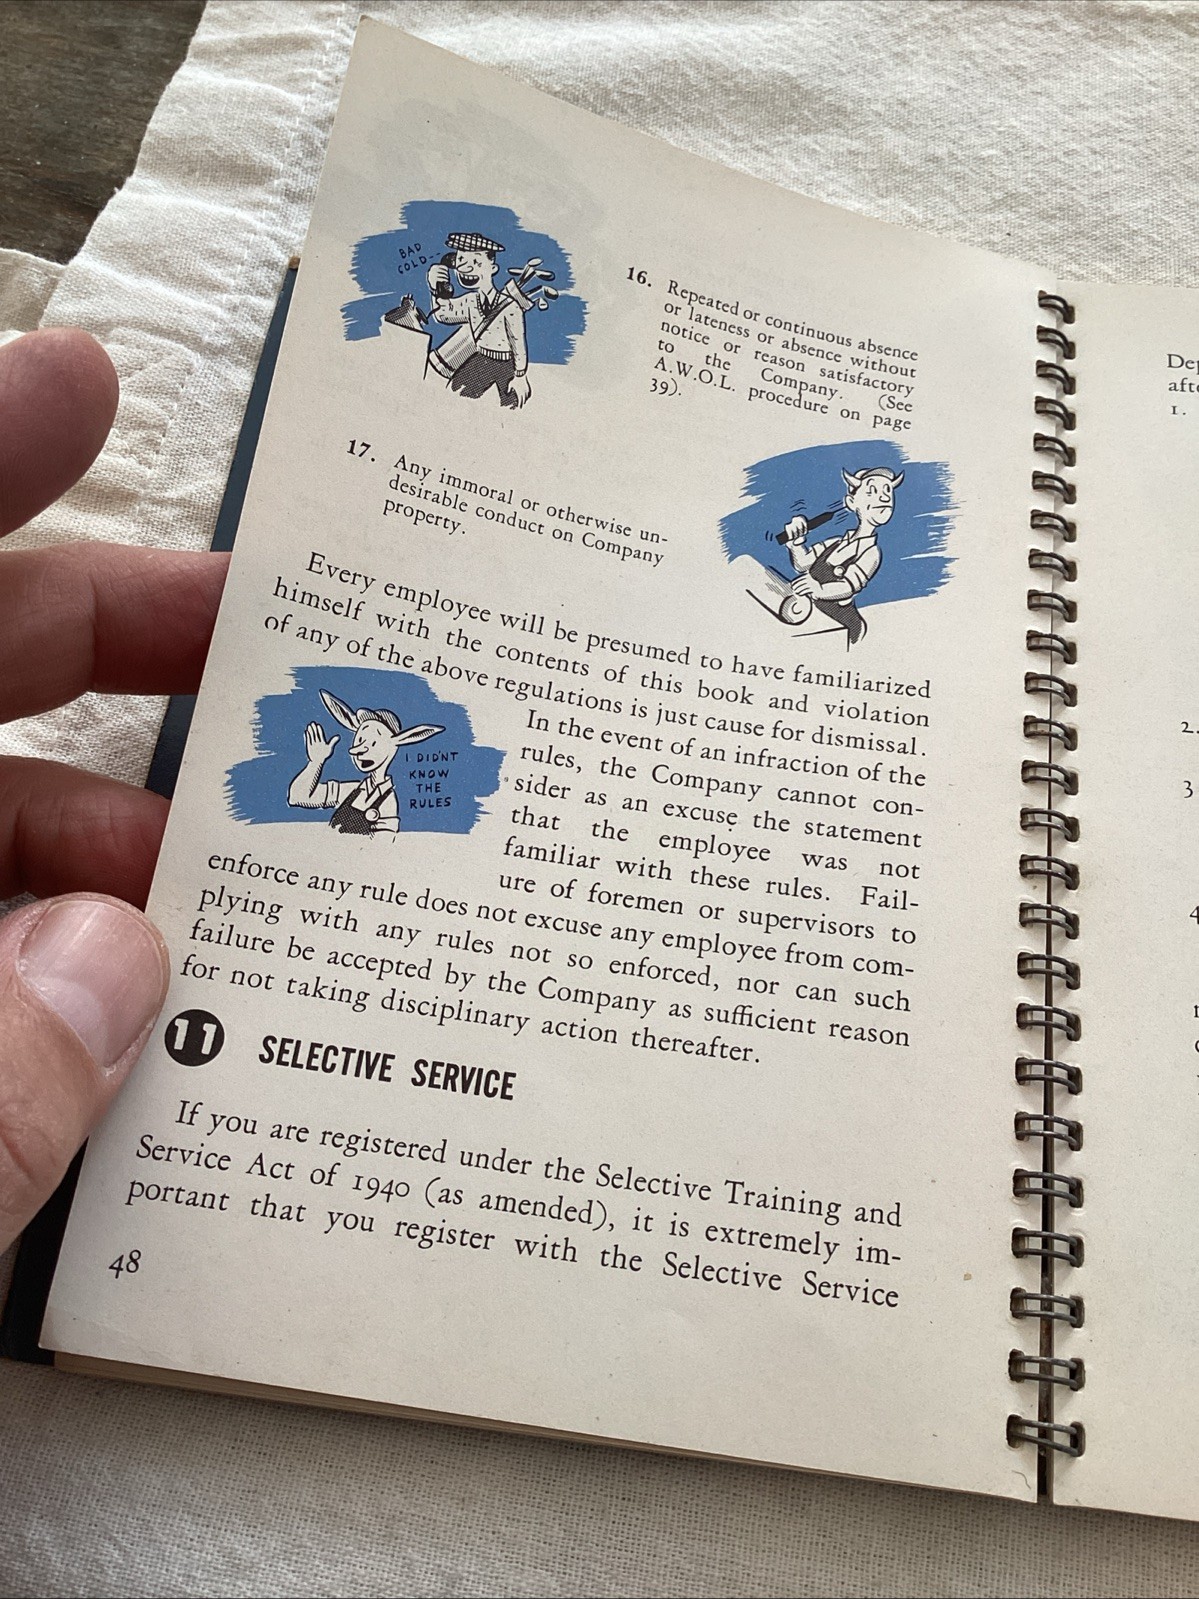 BAD
COLD--
16. Repeated or continuous absence
or lateness or absence without
notice or reason satisfactory
to the Company. (See
A.W.O.L. procedure on page
39).
17. Any immoral or otherwise un-
desirable conduct on Company
property.
Every employee will be presumed to have familiarized
himself with the contents of this book and violation
of any of the above regulations is just cause for dismissal.
I DIDN'T
KNOW
THE
RULES
In the event of an infraction of the
rules, the Company cannot con-
sider as an excuse the statement
that the employee was not
familiar with these rules. Fail-
ure of foremen or supervisors to
enforce any rule does not excuse any employee from com-
plying with any rules not so enforced, nor can such
failure be accepted by the Company as sufficient reason
for not taking disciplinary action thereafter.
11 SELECTIVE SERVICE
If you are registered under the Selective Training and
Service Act of 1940 (as amended), it is extremely im-
portant that you register with the Selective Service
48
1.
2.
3
4